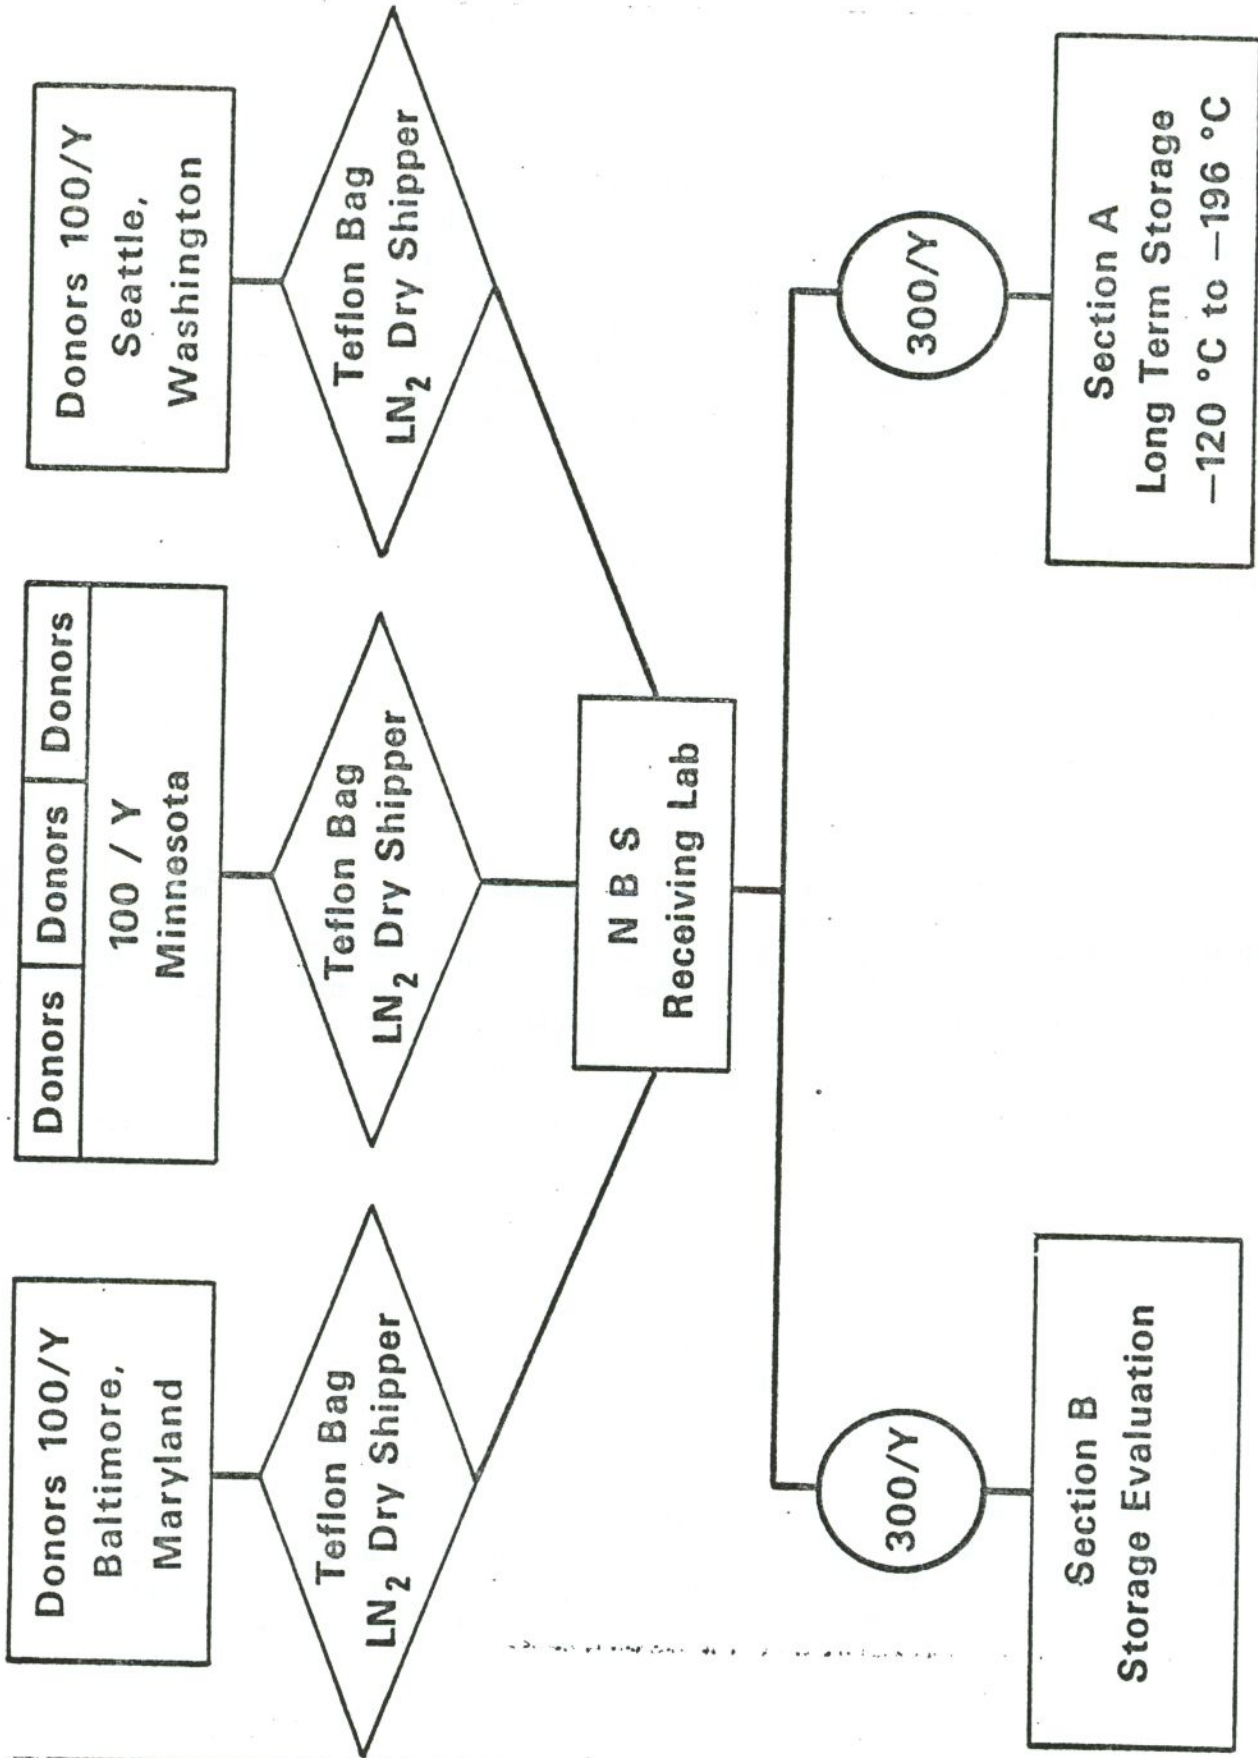 Donors 100/Y
Baltimore,
Maryland
Donors Donors Donors
100 / Y
Minnesota
Donors 100/Y
Seattle,
Washington
Teflon Bag
LN₂ Dry Shipper
Teflon Bag
LN₂ Dry Shipper
Teflon Bag
LN₂ Dry Shipper
N B S
Receiving Lab
300/Y
300/Y
Section B
Storage Evaluation
Section A
Long Term Storage
-120 °C to -196 °C